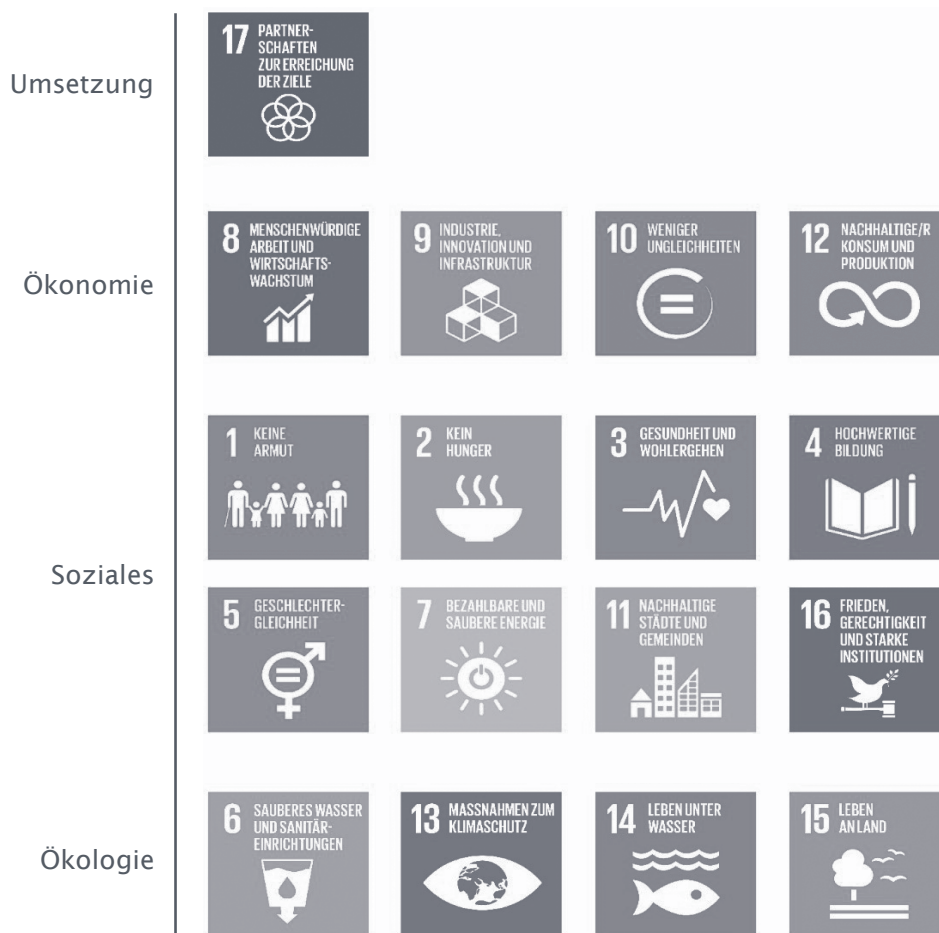 Umsetzung
17 PARTNER-
SCHAFTEN
ZUR ERREICHUNG
DER ZIELE
Ökonomie
8 MENSCHENWÜRDIGE
ARBEIT UND
WIRTSCHAFTS-
WACHSTUM
9 INDUSTRIE,
INNOVATION UND
INFRASTRUKTUR
10 WENIGER
UNGLEICHHEITEN
12 NACHHALTIGE/R
KONSUM UND
PRODUKTION
Soziales
1 KEINE
ARMUT
2 KEIN
HUNGER
3 GESUNDHEIT UND
WOHLERGEHEN
4 HOCHWERTIGE
BILDUNG
5 GESCHLECHTER-
GLEICHHEIT
7 BEZAHLBARE UND
SAUBERE ENERGIE
11 NACHHALTIGE
STÄDTE UND
GEMEINDEN
16 FRIEDEN,
GERECHTIGKEIT
UND STARKE
INSTITUTIONEN
Ökologie
6 SAUBERES WASSER
UND SANITÄR-
EINRICHTUNGEN
13 MASSNAHMEN ZUM
KLIMASCHUTZ
14 LEBEN UNTER
WASSER
15 LEBEN
AN LAND